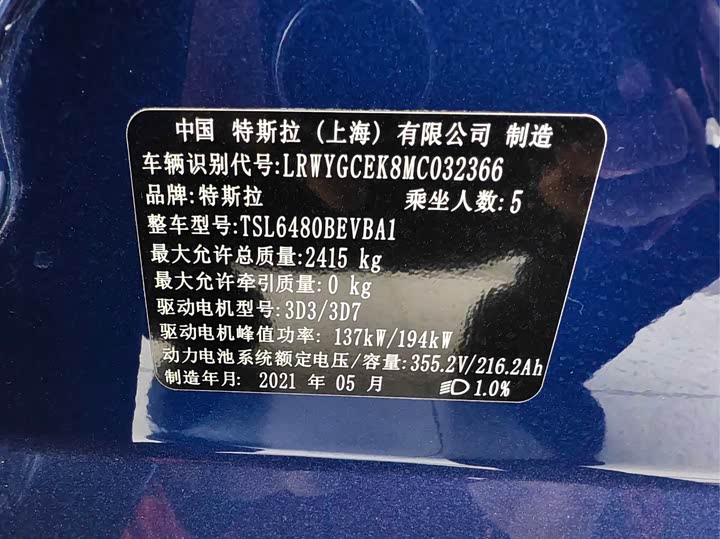 中国 特斯拉 (上海) 有限公司 制造
车辆识别代号:LRWYGCEK8MC032366
品牌:特斯拉 乘坐人数:5
整车型号:TSL6480BEVBA1
最大允许总质量:2415 kg
最大允许牵引质量:0 kg
驱动电机型号:3D3/3D7
驱动电机峰值功率: 137kW/194kW
动力电池系统额定电压/容量:355.2V/216.2Ah
制造年月: 2021 年 05 月 1.0%